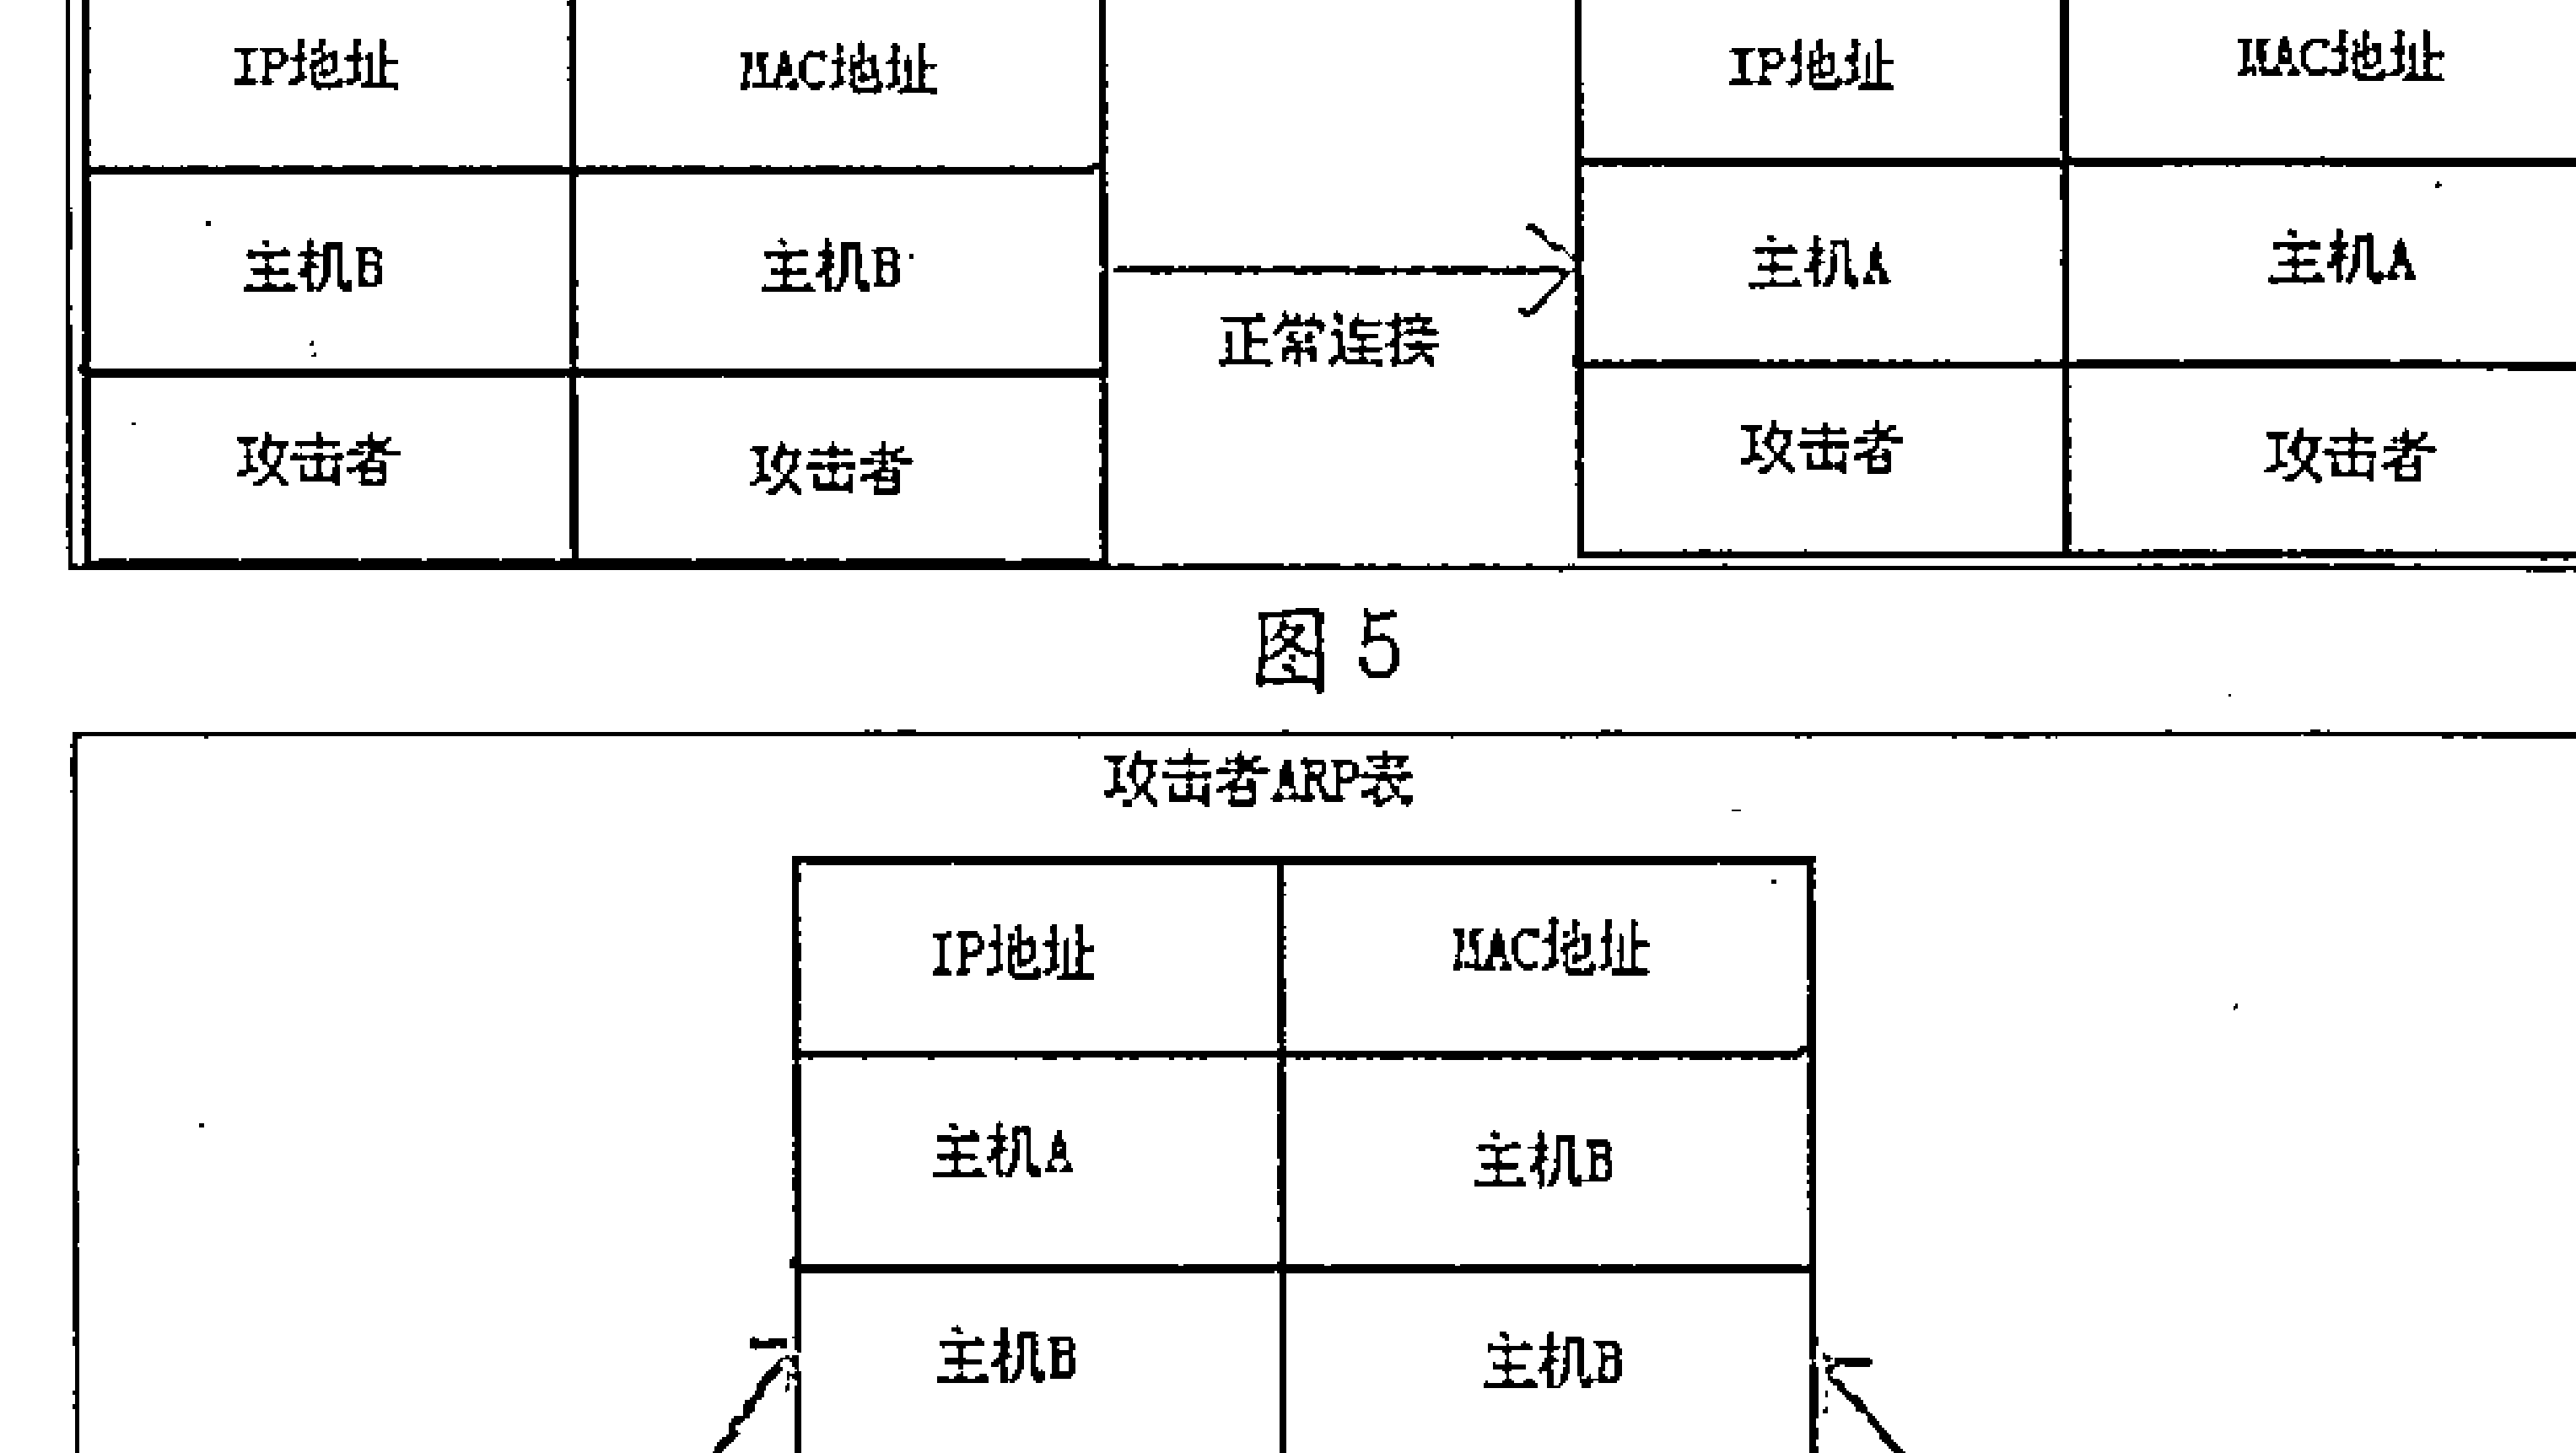 IP地址 MAC地址 IP地址 MAC地址
主机B 主机B 主机A 主机A
正常连接
攻击者 攻击者 攻击者 攻击者
图 5
攻击者ARP表
IP地址 MAC地址
主机A 主机B
主机B 主机B